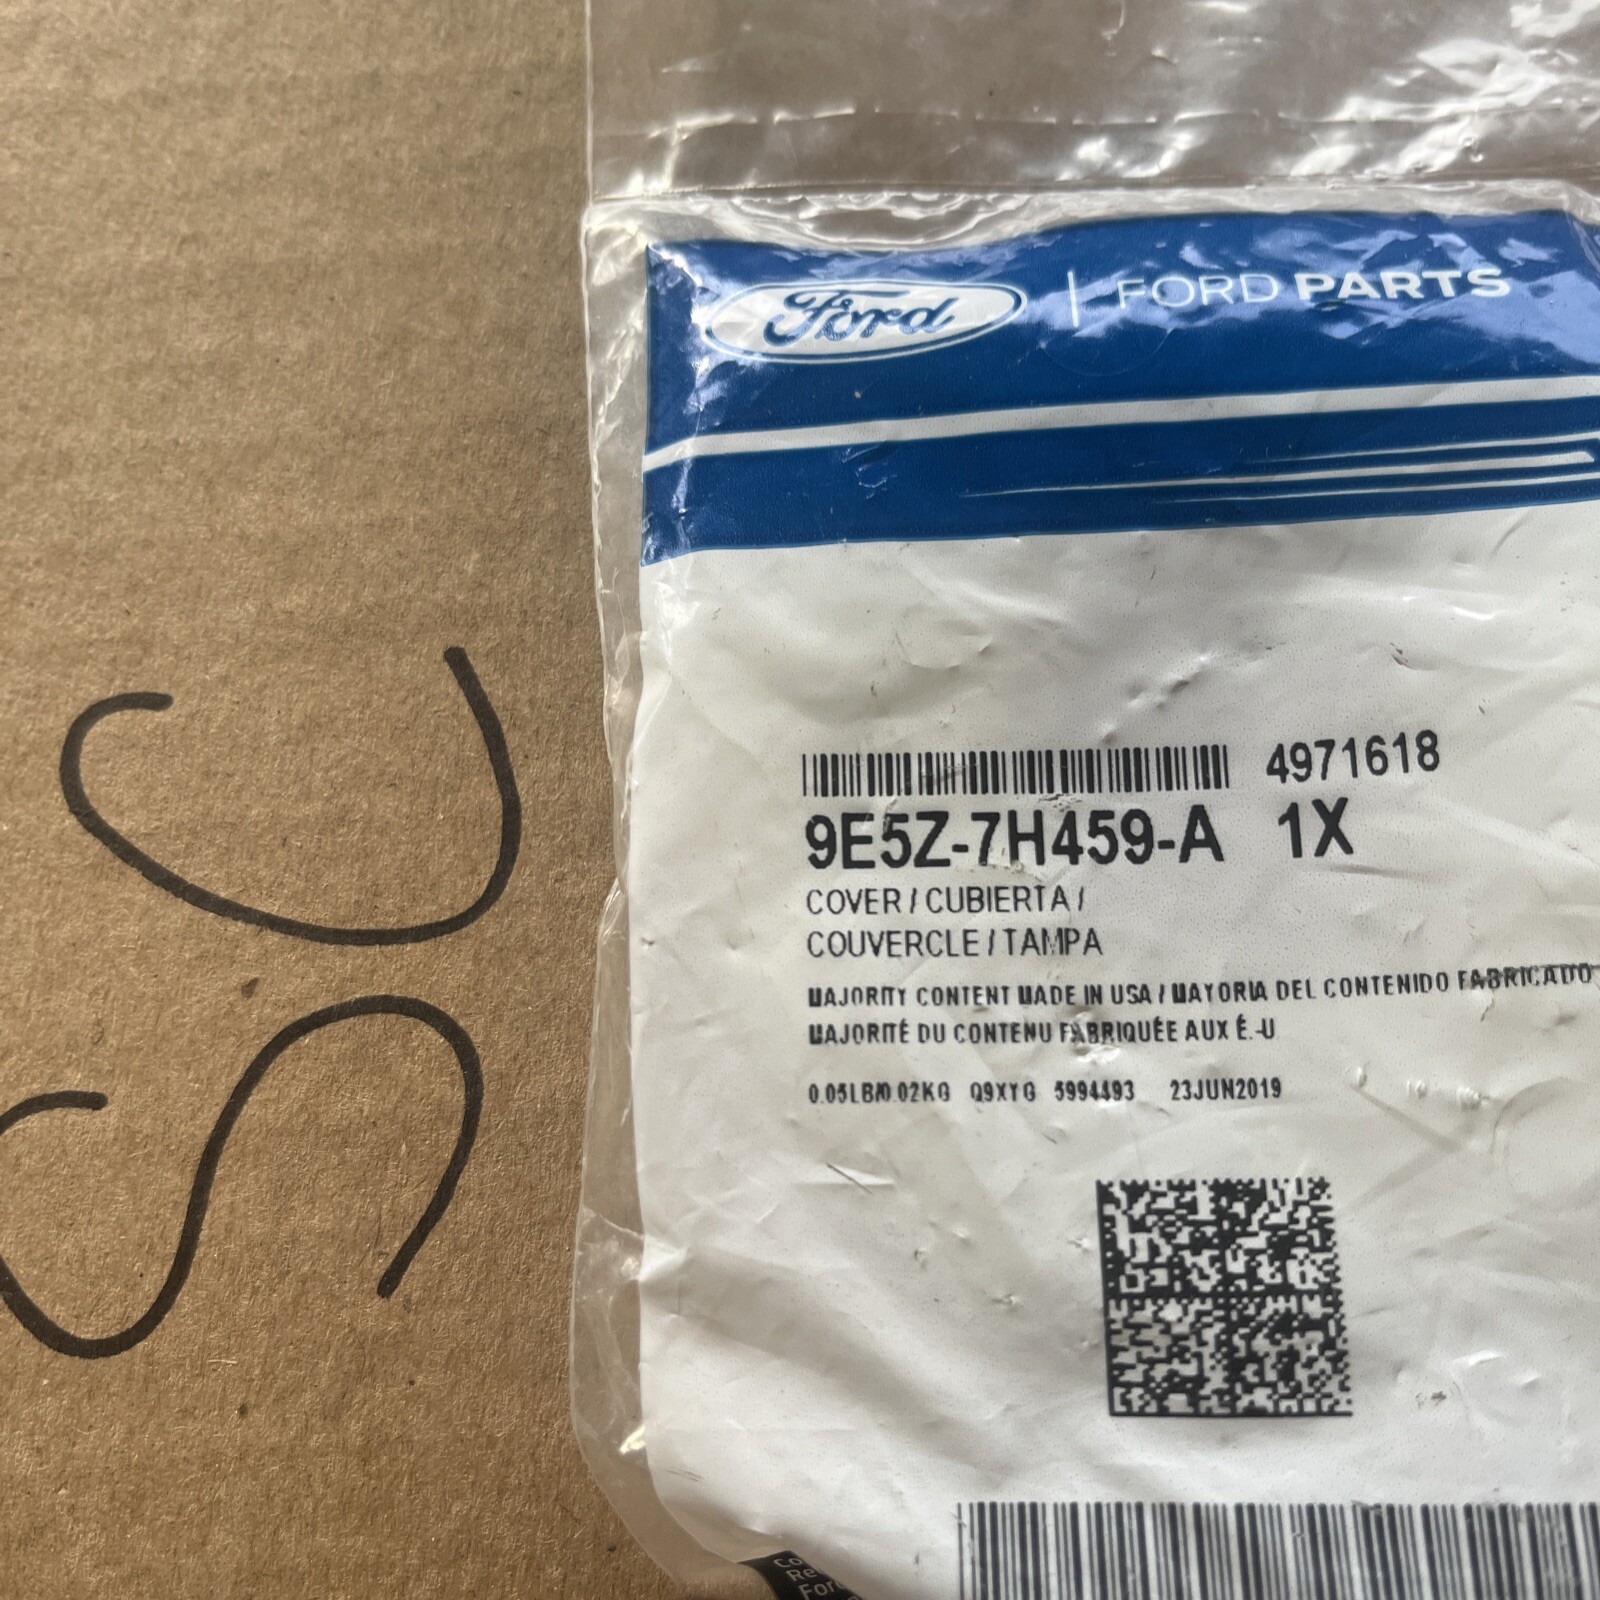 Ford | FORD PARTS
4971618
9E5Z-7H459-A 1X
COVER / CUBIERTA /
COUVERCLE / TAMPA
MAJORITY CONTENT MADE IN USA / MAYORIA DEL CONTENIDO FABRICADO
MAJORITÉ DU CONTENU FABRIQUÉE AUX É.-U
0.05LB/0.02KG Q9XYG 5994493 23JUN2019
SC